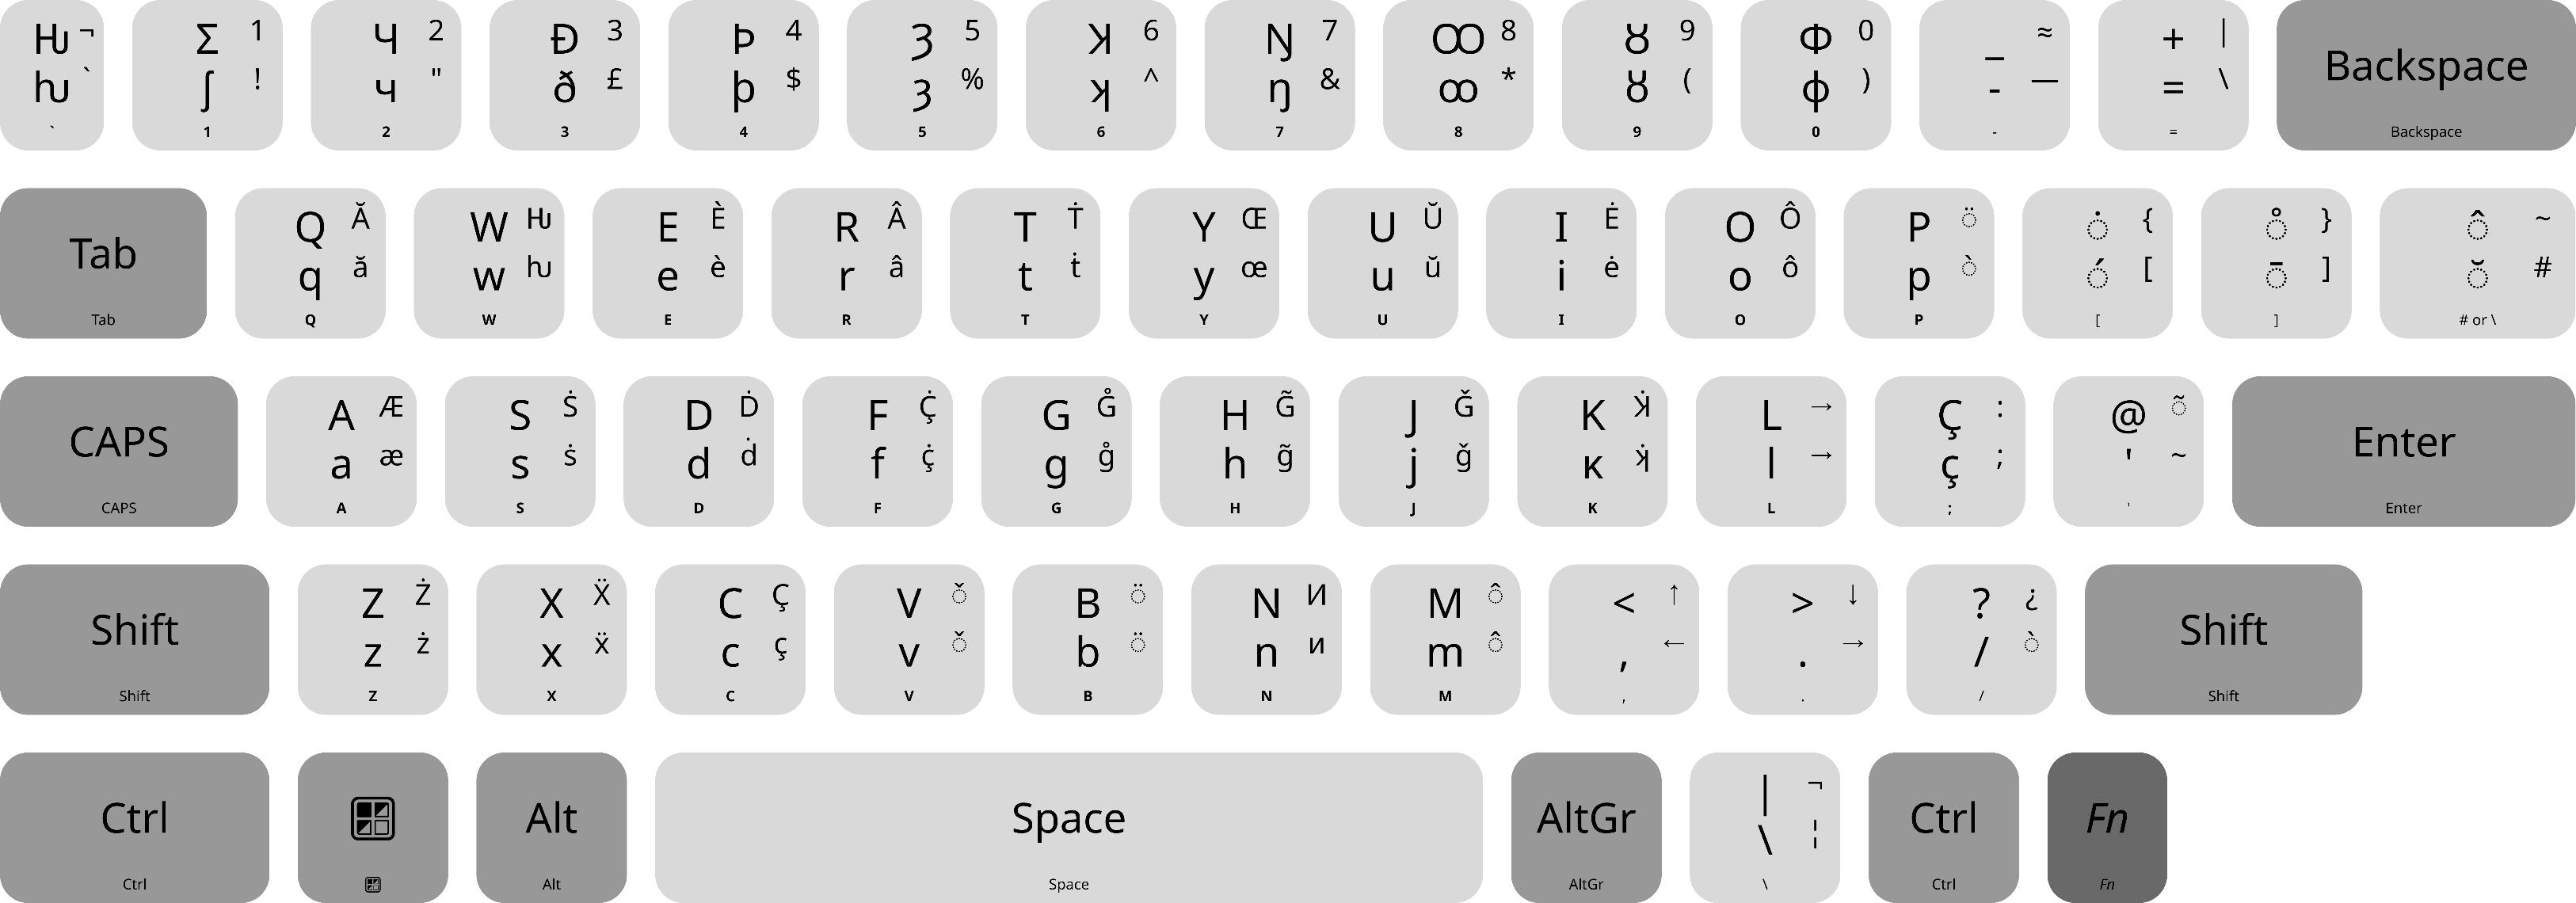 Ƕ ¬ Σ 1 Ч 2 Ð 3 Þ 4 Ȝ 5 ꓘ 6 Ŋ 7 Ꝏ 8 Ȣ 9 Ф 0 _ ≈ + | Backspace
ƕ ` ʃ ! ч " ð £ þ $ ȝ % ʞ ^ ŋ & ꝏ * ȣ ( ф ) - — = \
` 1 2 3 4 5 6 7 8 9 0 - = Backspace
Tab Q Ă W Ƕ E È R Â T Ṫ Y Œ U Ŭ I Ė O Ô P ◌̈ ◌̇ { ◌̊ } ◌̂ ~
q ă w ƕ e è r â t ṫ y œ u ŭ i ė o ô p ◌̀ ◌́ [ ◌̄ ] ◌̆ #
Tab Q W E R T Y U I O P [ ] # or \
CAPS A Æ S Ṡ D Ḋ F Ç̇ G G̊ H G̃ J Ǧ K ꓘ̇ L → Ç : @ ◌̃ Enter
a æ s ṡ d ḋ f ç̇ g g̊ h g̃ j ǧ к ʞ̇ l → ç ; ' ~
CAPS A S D F G H J K L ; ' Enter
Shift Z Ż X Ẍ C Ç V ◌̌ B ◌̈ N И M ◌̂ < ↑ > ↓ ? ¿ Shift
z ż x ẍ c ç v ◌̌ b ◌̈ n и m ◌̂ , ← . → / ◌̀
Shift Z X C V B N M , . / Shift
Ctrl Alt Space AltGr | ¬ Ctrl Fn
\ ¦
Ctrl Alt Space AltGr \ Ctrl Fn